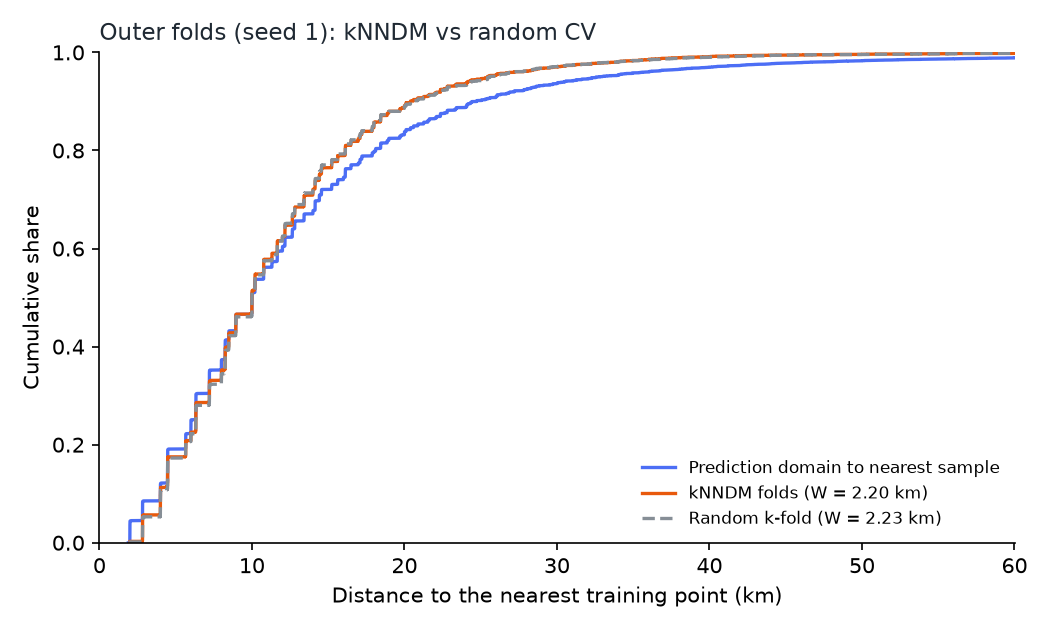 Outer folds (seed 1): kNNDM vs random CV
1.0
0.8
0.6
0.4
0.2
0.0
Cumulative share
0 10 20 30 40 50 60
Distance to the nearest training point (km)
Prediction domain to nearest sample
kNNDM folds (W = 2.20 km)
Random k-fold (W = 2.23 km)